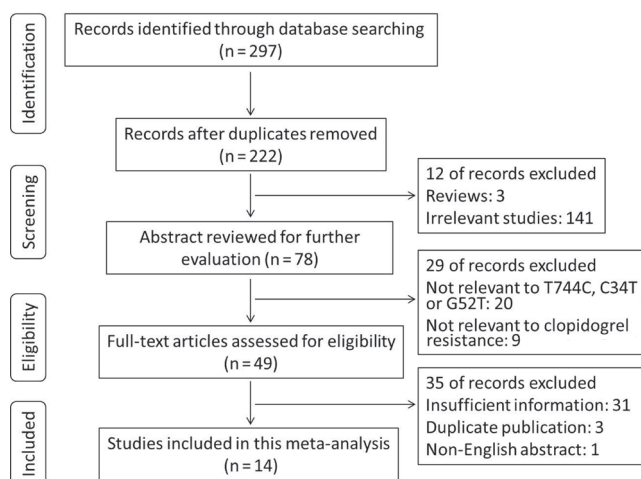 Identification
Records identified through database searching
(n = 297)
Records after duplicates removed
(n = 222)
Screening
12 of records excluded
Reviews: 3
Irrelevant studies: 141
Abstract reviewed for further
evaluation (n = 78)
29 of records excluded
Not relevant to T744C, C34T
or G52T: 20
Not relevant to clopidogrel
resistance: 9
Eligibility
Full-text articles assessed for eligibility
(n = 49)
35 of records excluded
Insufficient information: 31
Duplicate publication: 3
Non-English abstract: 1
Included
Studies included in this meta-analysis
(n = 14)